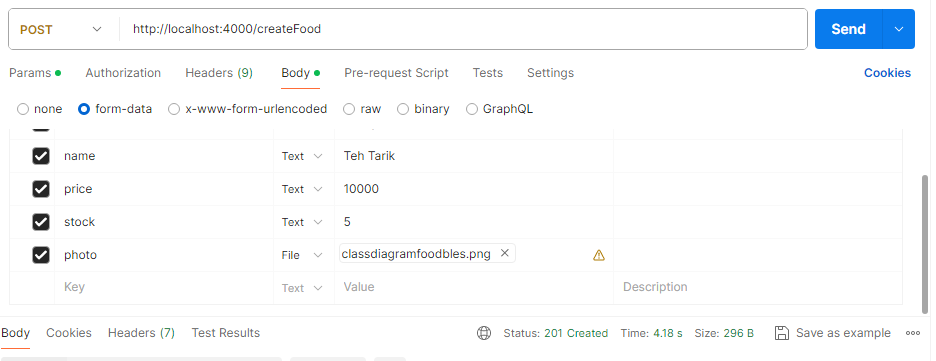 POST http://localhost:4000/createFood Send
Params Authorization Headers (9) Body Pre-request Script Tests Settings Cookies
none form-data x-www-form-urlencoded raw binary GraphQL
name Text Teh Tarik
price Text 10000
stock Text 5
photo File classdiagramfoodbles.png
Key Text Value Description
Body Cookies Headers (7) Test Results Status: 201 Created Time: 4.18 s Size: 296 B Save as example